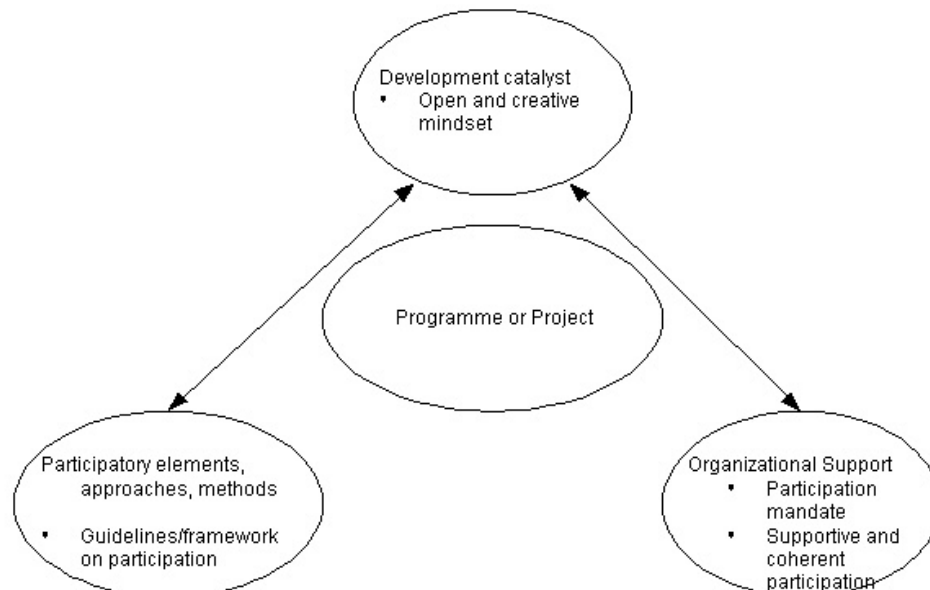 Development catalyst
• Open and creative
mindset
Programme or Project
Participatory elements,
approaches, methods
• Guidelines/framework
on participation
Organizational Support
• Participation
mandate
• Supportive and
coherent
participation